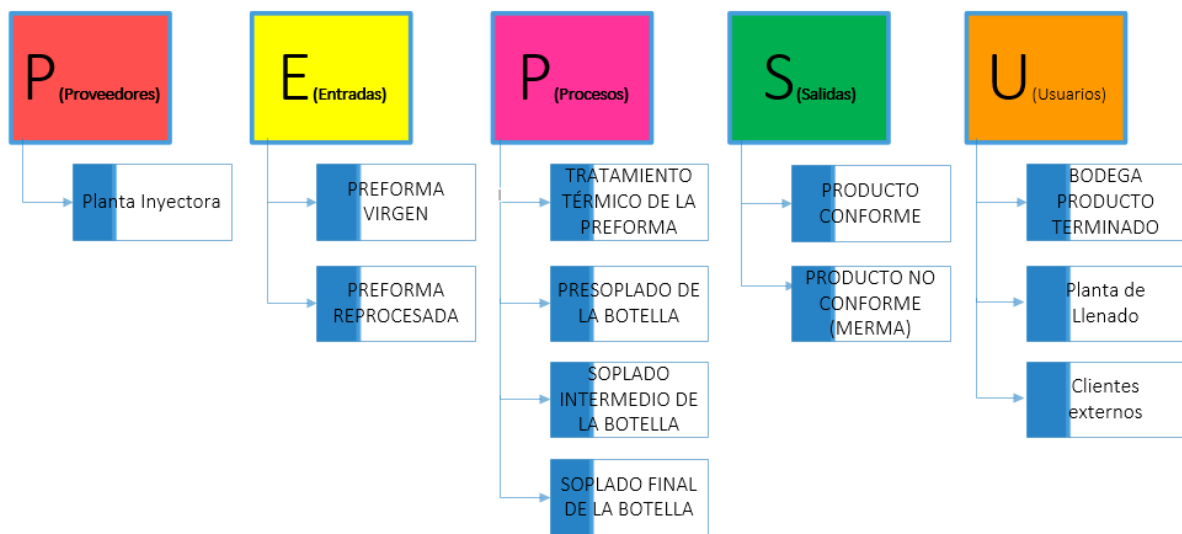 P (Proveedores)
Planta Inyectora
E (Entradas)
PREFORMA
VIRGEN
PREFORMA
REPROCESADA
P (Procesos)
TRATAMIENTO
TÉRMICO DE LA
PREFORMA
PRESOPLADO DE
LA BOTELLA
SOPLADO
INTERMEDIO DE
LA BOTELLA
SOPLADO FINAL
DE LA BOTELLA
S (Salidas)
PRODUCTO
CONFORME
PRODUCTO NO
CONFORME
(MERMA)
U (Usuarios)
BODEGA
PRODUCTO
TERMINADO
Planta de
Llenado
Clientes
externos